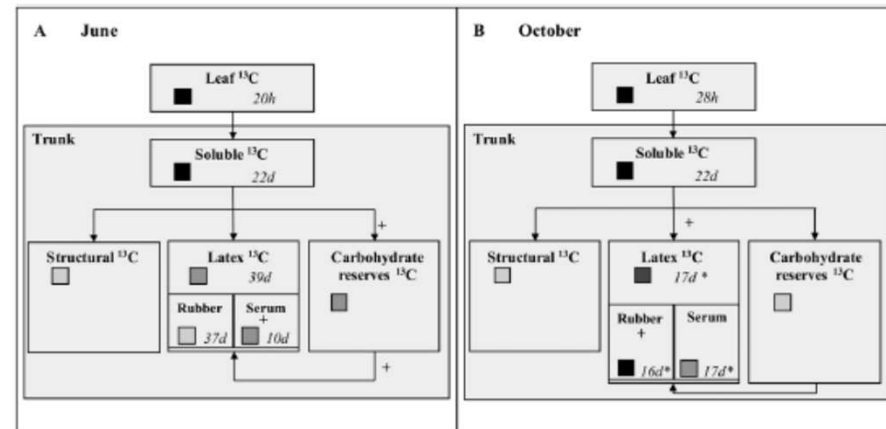 A June
Leaf ¹³C
20h
Trunk
Soluble ¹³C
22d
+
Structural ¹³C
Latex ¹³C
39d
Carbohydrate
reserves ¹³C
Rubber
37d
Serum
+
10d
+
B October
Leaf ¹³C
28h
Trunk
Soluble ¹³C
22d
+
Structural ¹³C
Latex ¹³C
17d *
Carbohydrate
reserves ¹³C
Rubber
+
16d*
Serum
17d*